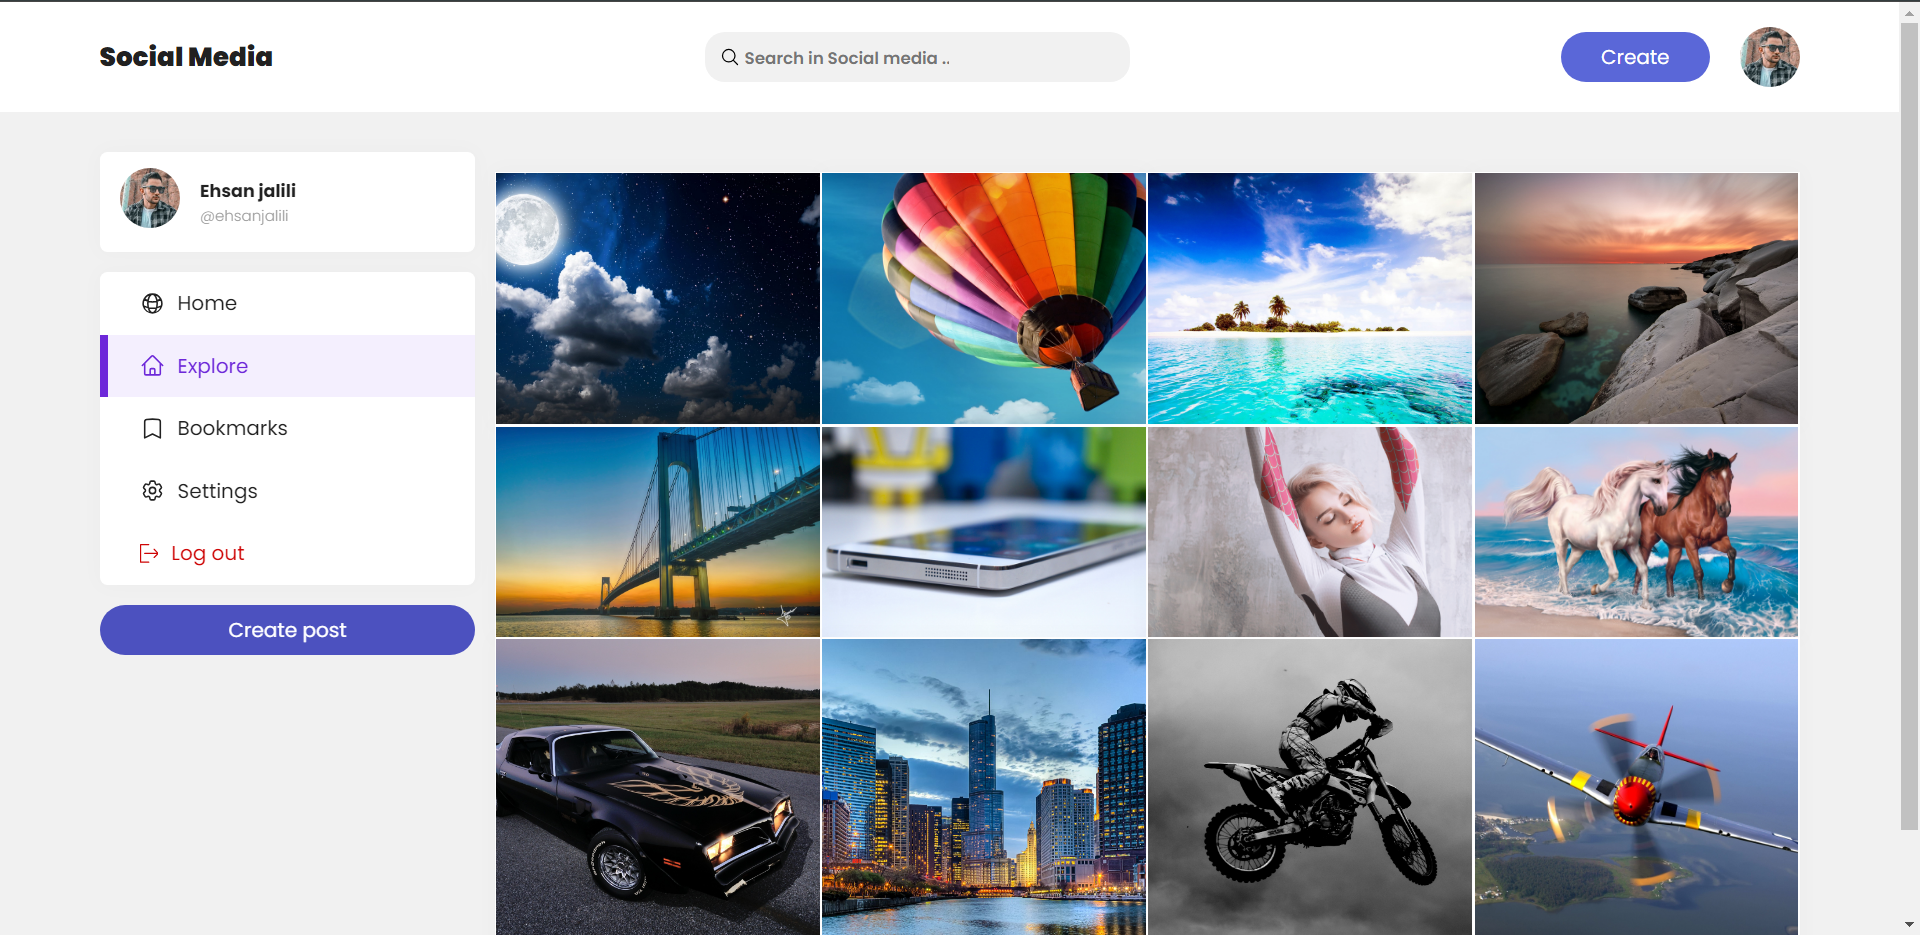 Social Media
Search in Social media ..
Create
Ehsan jalili
@ehsanjalili
Home
Explore
Bookmarks
Settings
Log out
Create post